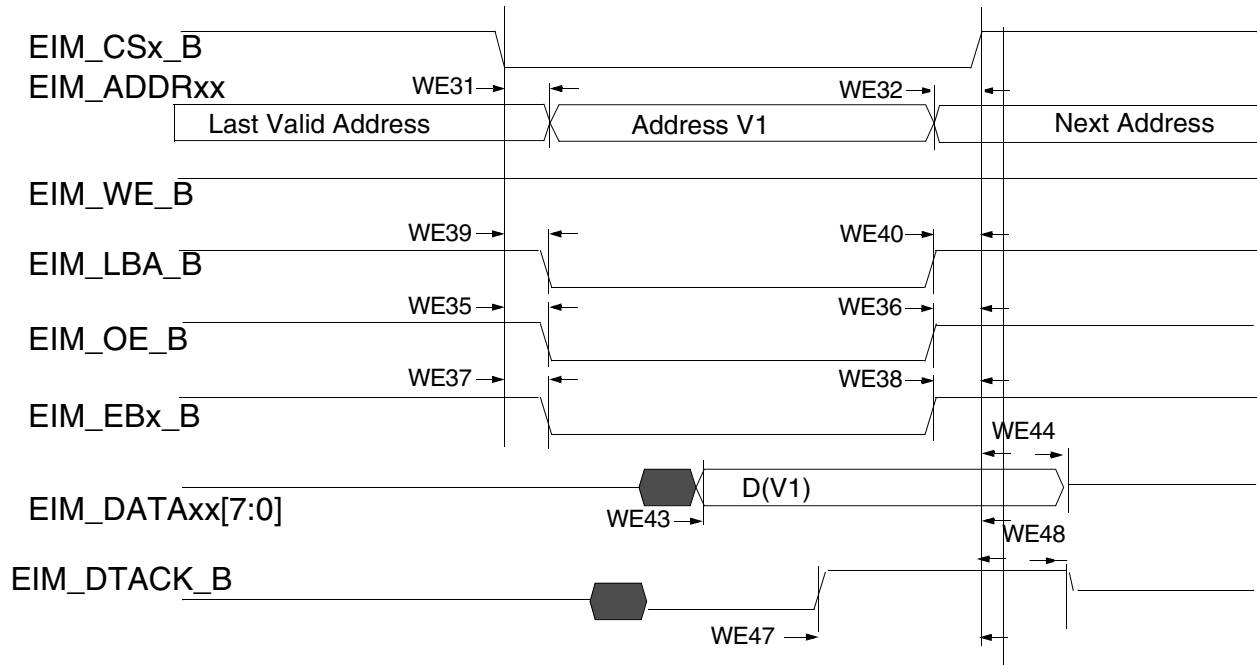 EIM_CSx_B
EIM_ADDRxx
WE31
WE32
Last Valid Address
Address V1
Next Address
EIM_WE_B
WE39
WE40
EIM_LBA_B
WE35
WE36
EIM_OE_B
WE37
WE38
EIM_EBx_B
WE44
D(V1)
EIM_DATAxx[7:0]
WE43
WE48
EIM_DTACK_B
WE47